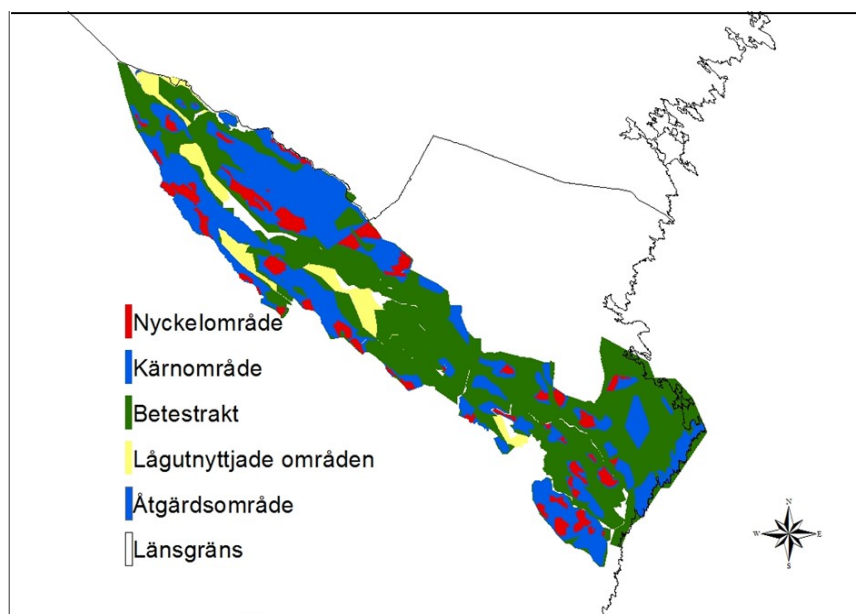 Nyckelområde
Kärnområde
Betestrakt
Lågutnyttjade områden
Åtgärdsområde
Länsgräns
N
W E
S